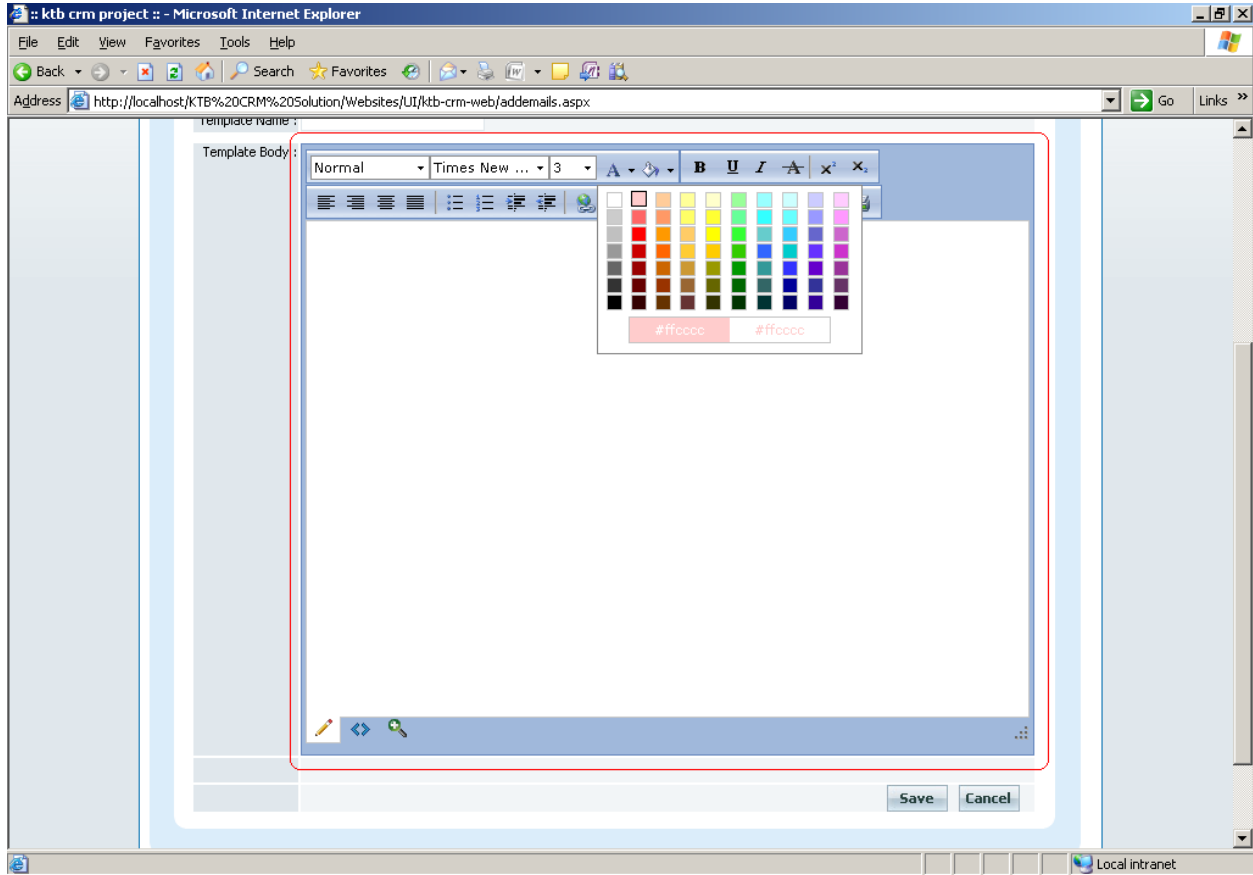 :: ktb crm project :: - Microsoft Internet Explorer
File Edit View Favorites Tools Help
Back Search Favorites
Address http://localhost/KTB%20CRM%20Solution/Websites/UI/ktb-crm-web/addemails.aspx Go Links »
Template Name :
Template Body :
Normal Times New ... 3 A B U I A x² x₂
#ffcccc #ffcccc
Save Cancel
Local intranet